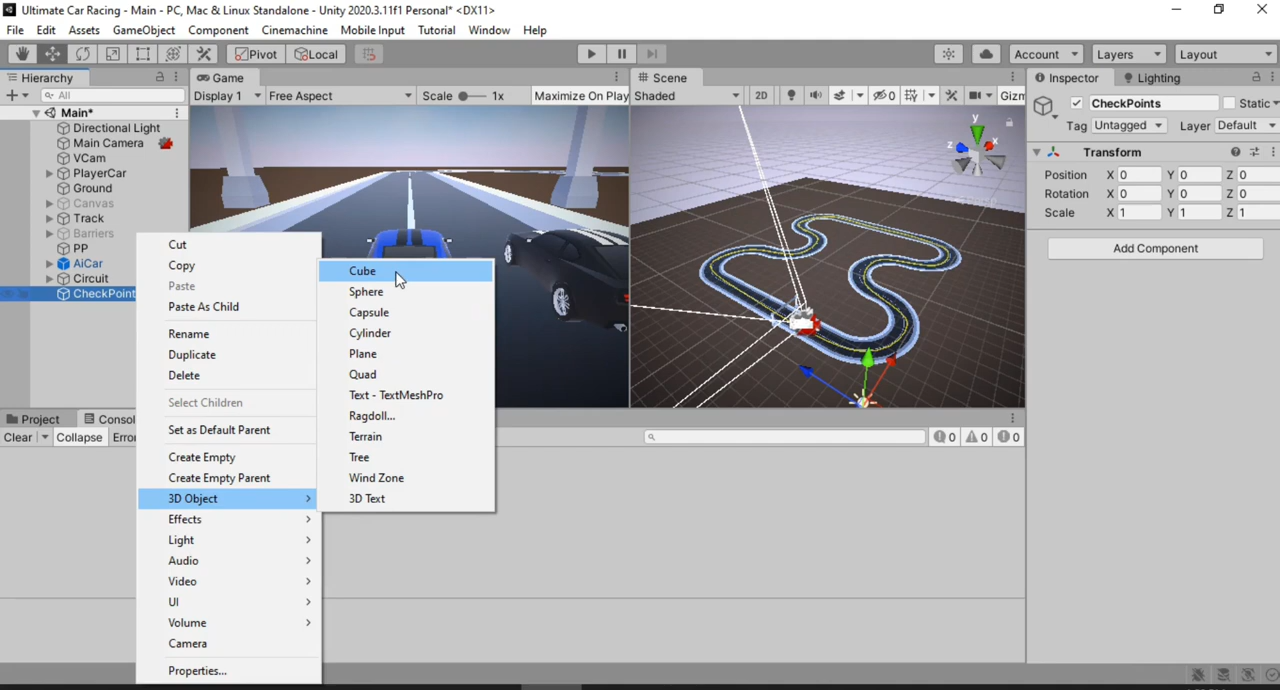 Ultimate Car Racing - Main - PC, Mac & Linux Standalone - Unity 2020.3.11f1 Personal* <DX11>
File Edit Assets GameObject Component Cinemachine Mobile Input Tutorial Window Help
Pivot Local Account Layers Layout
Hierarchy Game Scene Inspector Lighting
All Display 1 Free Aspect Scale 1x Maximize On Play Shaded 2D 0 Gizm CheckPoints Static
Main*
Directional Light
Main Camera
VCam
PlayerCar
Ground
Canvas
Track
Barriers
PP
AiCar
Circuit
CheckPoint
y
z x
Tag Untagged Layer Default
Transform
Position X 0 Y 0 Z 0
Rotation X 0 Y 0 Z 0
Scale X 1 Y 1 Z 1
Add Component
Cut
Copy
Paste
Paste As Child
Rename
Duplicate
Delete
Select Children
Set as Default Parent
Create Empty
Create Empty Parent
3D Object
Effects
Light
Audio
Video
UI
Volume
Camera
Properties...
Cube
Sphere
Capsule
Cylinder
Plane
Quad
Text - TextMeshPro
Ragdoll...
Terrain
Tree
Wind Zone
3D Text
Project Consol
Clear Collapse Erro 0 0 0